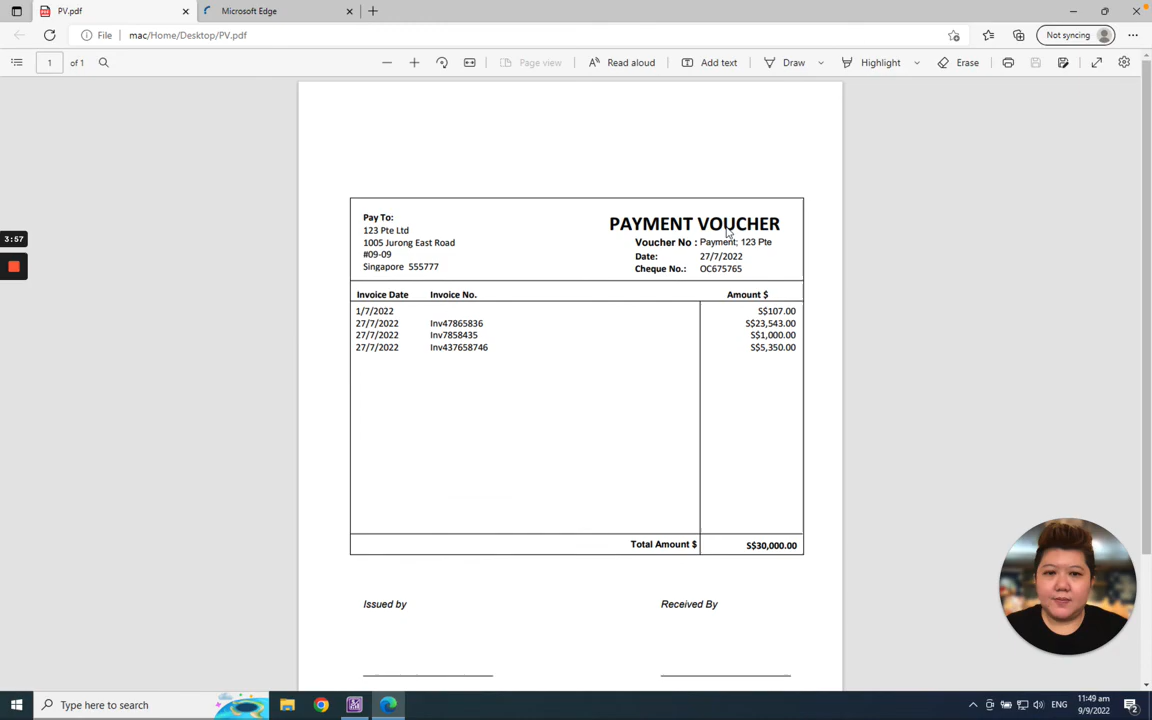 PV.pdf
Microsoft Edge
File
mac/Home/Desktop/PV.pdf
Not syncing
1 of 1
Page view
Read aloud
Add text
Draw
Highlight
Erase
3:57
Pay To:
123 Pte Ltd
1005 Jurong East Road
#09-09
Singapore 555777
PAYMENT VOUCHER
Voucher No : Payment; 123 Pte
Date: 27/7/2022
Cheque No.: OC675765
Invoice Date Invoice No. Amount $
1/7/2022 S$107.00
27/7/2022 Inv47865836 S$23,543.00
27/7/2022 Inv7858435 S$1,000.00
27/7/2022 Inv437658746 S$5,350.00
Total Amount $ S$30,000.00
Issued by Received By
Type here to search
ENG
11:49 am
9/9/2022
2